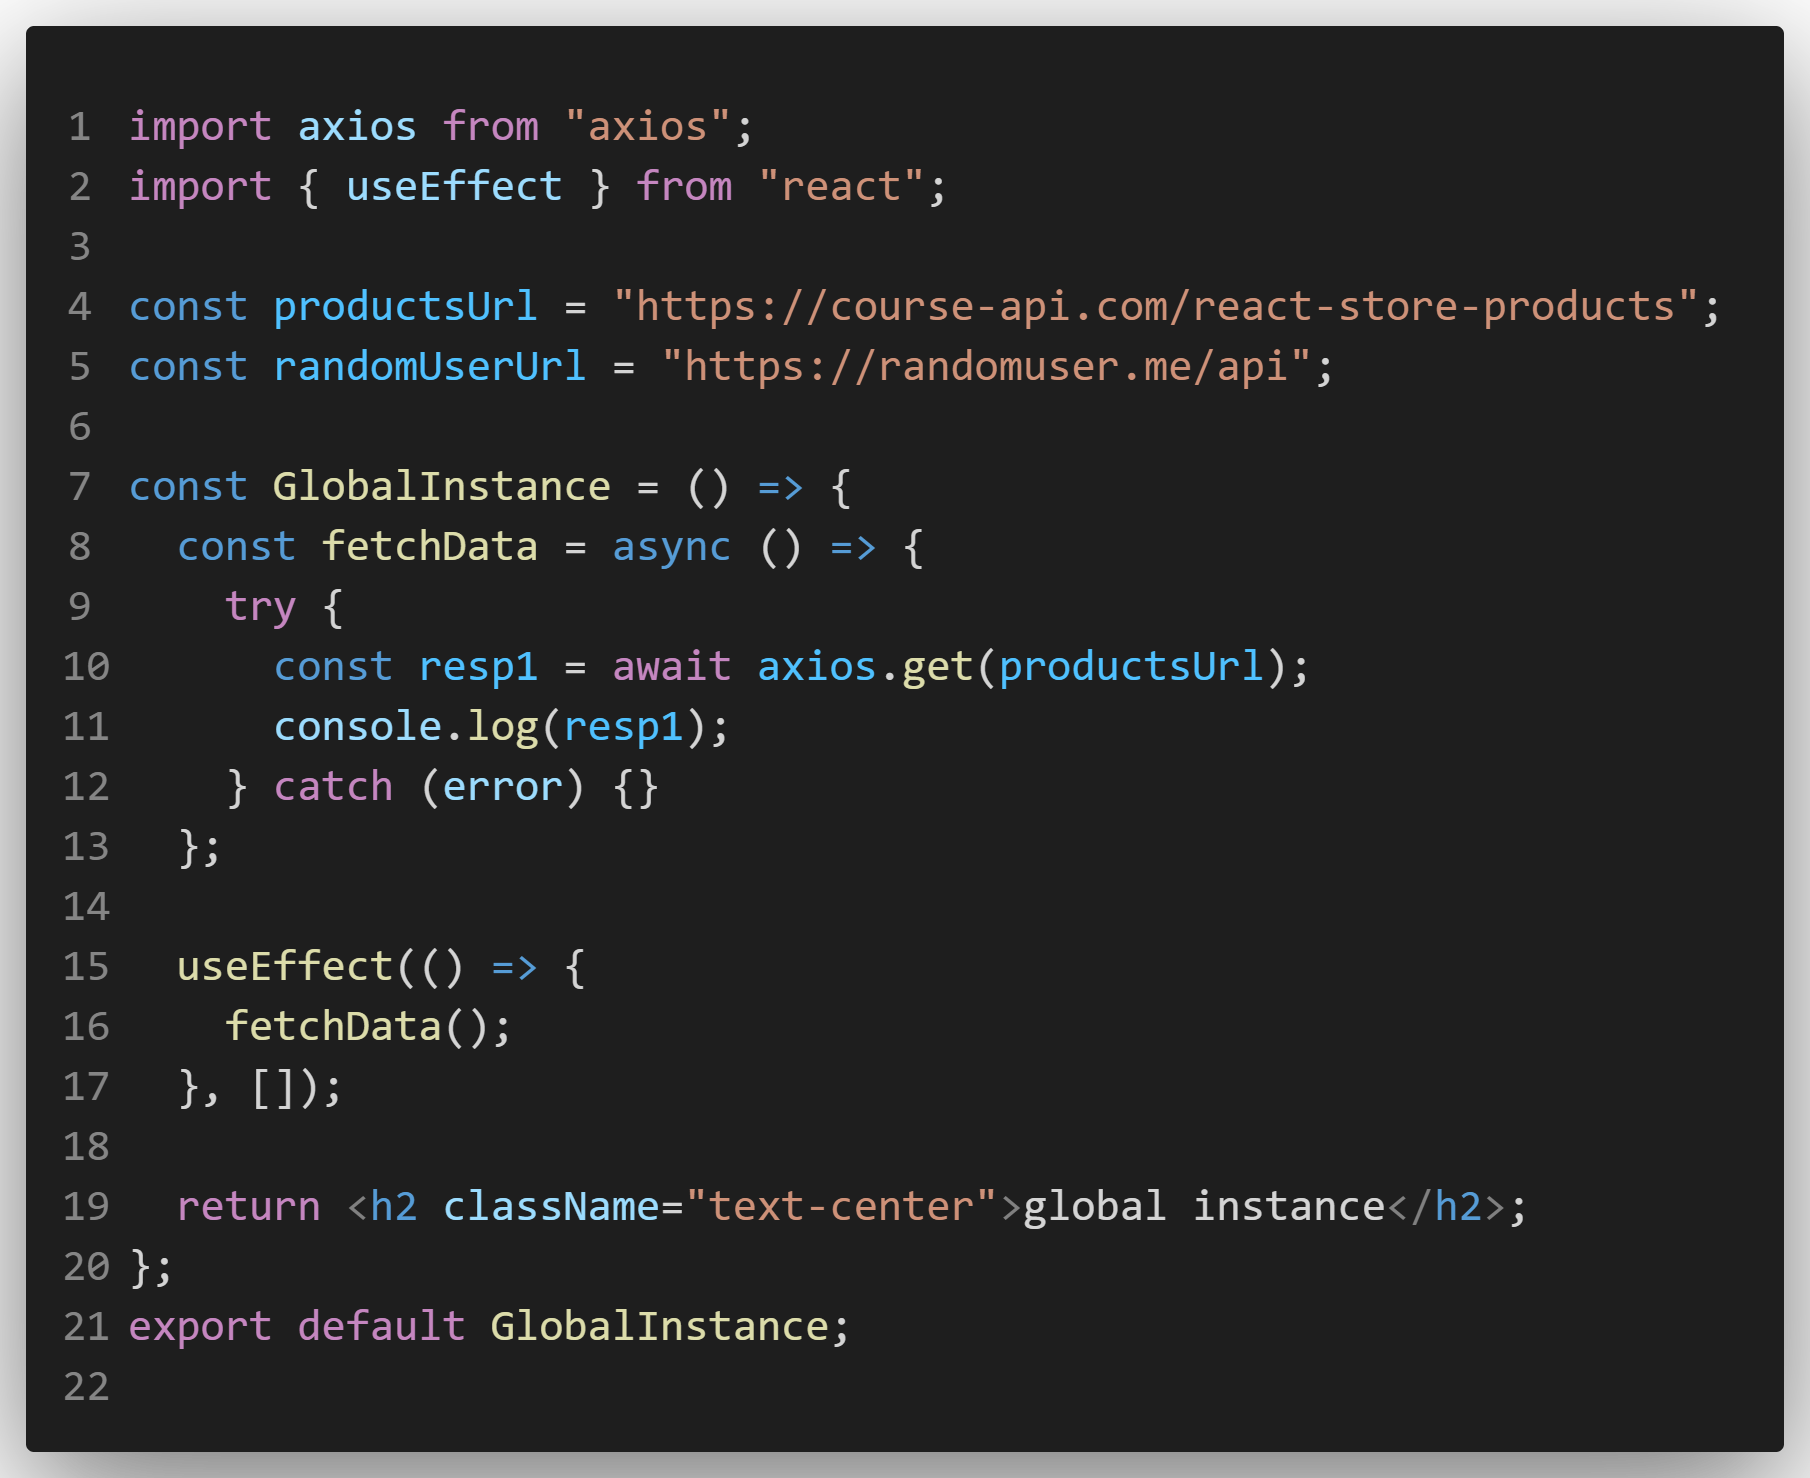 1 import axios from "axios";
2 import { useEffect } from "react";
3
4 const productsUrl = "https://course-api.com/react-store-products";
5 const randomUserUrl = "https://randomuser.me/api";
6
7 const GlobalInstance = () => {
8   const fetchData = async () => {
9     try {
10       const resp1 = await axios.get(productsUrl);
11       console.log(resp1);
12     } catch (error) {}
13   };
14
15   useEffect(() => {
16     fetchData();
17   }, []);
18
19   return <h2 className="text-center">global instance</h2>;
20 };
21 export default GlobalInstance;
22